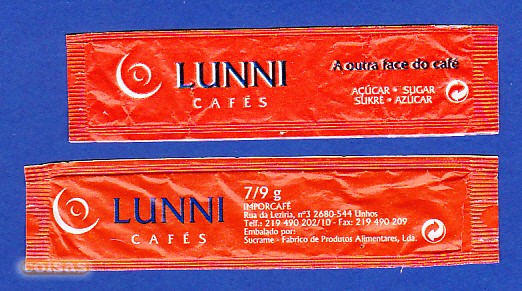 LUNNI
CAFÉS
A outra face do café
AÇÚCAR • SUGAR
SUKRE • AZÚCAR
LUNNI
CAFÉS
7/9 g
IMPORCAFÉ
Rua da Lezíria, nº3 2680-544 Unhos
Telf.: 219 490 202/10 - Fax: 219 490 209
Embalado por:
Sucrame - Fabrico de Produtos Alimentares, Lda.
coisas